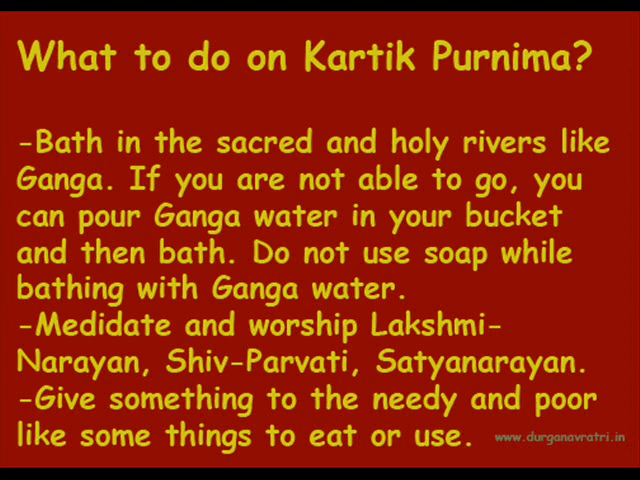 What to do on Kartik Purnima?
-Bath in the sacred and holy rivers like
Ganga. If you are not able to go, you
can pour Ganga water in your bucket
and then bath. Do not use soap while
bathing with Ganga water.
-Medidate and worship Lakshmi-
Narayan, Shiv-Parvati, Satyanarayan.
-Give something to the needy and poor
like some things to eat or use.
www.durganavratri.in